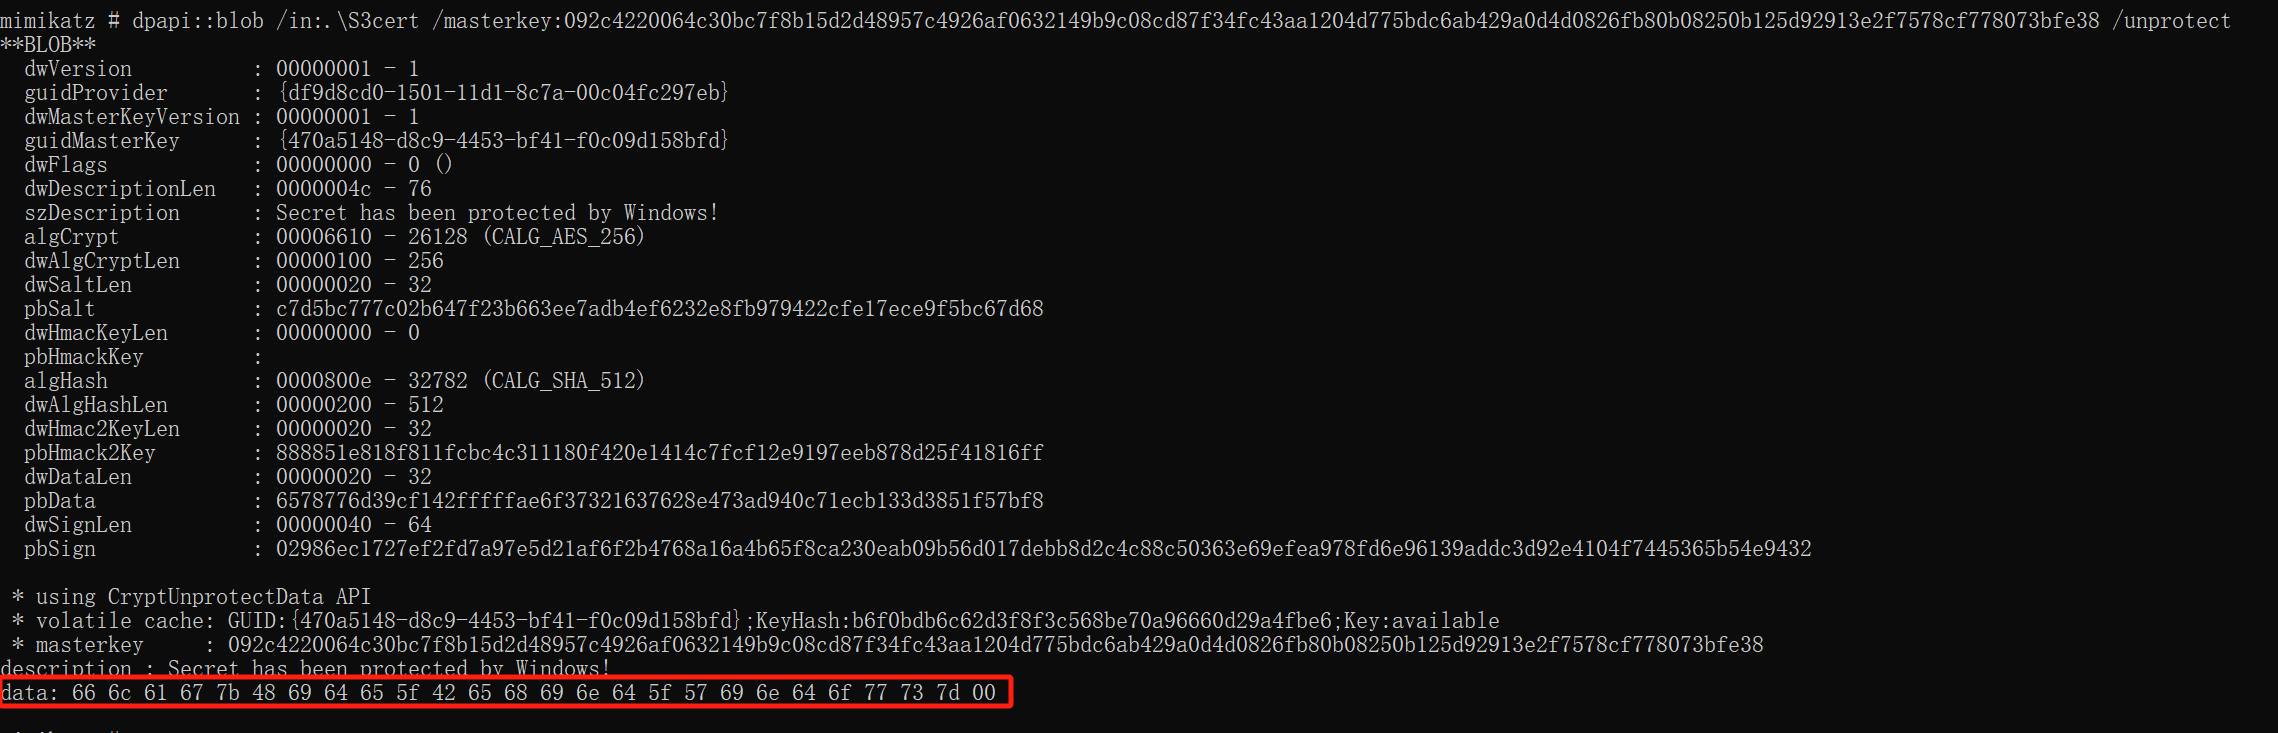 mimikatz # dpapi::blob /in:.\S3cert /masterkey:092c4220064c30bc7f8b15d2d48957c4926af0632149b9c08cd87f34fc43aa1204d775bdc6ab429a0d4d0826fb80b08250b125d92913e2f7578cf778073bfe38 /unprotect
**BLOB**
dwVersion : 00000001 - 1
guidProvider : {df9d8cd0-1501-11d1-8c7a-00c04fc297eb}
dwMasterKeyVersion : 00000001 - 1
guidMasterKey : {470a5148-d8c9-4453-bf41-f0c09d158bfd}
dwFlags : 00000000 - 0 ()
dwDescriptionLen : 0000004c - 76
szDescription : Secret has been protected by Windows!
algCrypt : 00006610 - 26128 (CALG_AES_256)
dwAlgCryptLen : 00000100 - 256
dwSaltLen : 00000020 - 32
pbSalt : c7d5bc777c02b647f23b663ee7adb4ef6232e8fb979422cfe17ece9f5bc67d68
dwHmacKeyLen : 00000000 - 0
pbHmackKey :
algHash : 0000800e - 32782 (CALG_SHA_512)
dwAlgHashLen : 00000200 - 512
dwHmac2KeyLen : 00000020 - 32
pbHmack2Key : 888851e818f811fcbc4c311180f420e1414c7fcf12e9197eeb878d25f41816ff
dwDataLen : 00000020 - 32
pbData : 6578776d39cf142fffffae6f37321637628e473ad940c71ecb133d3851f57bf8
dwSignLen : 00000040 - 64
pbSign : 02986ec1727ef2fd7a97e5d21af6f2b4768a16a4b65f8ca230eab09b56d017debb8d2c4c88c50363e69efea978fd6e96139addc3d92e4104f7445365b54e9432
* using CryptUnprotectData API
* volatile cache: GUID:{470a5148-d8c9-4453-bf41-f0c09d158bfd};KeyHash:b6f0bdb6c62d3f8f3c568be70a96660d29a4fbe6;Key:available
* masterkey : 092c4220064c30bc7f8b15d2d48957c4926af0632149b9c08cd87f34fc43aa1204d775bdc6ab429a0d4d0826fb80b08250b125d92913e2f7578cf778073bfe38
description : Secret has been protected by Windows!
data: 66 6c 61 67 7b 48 69 64 65 5f 42 65 68 69 6e 64 5f 57 69 6e 64 6f 77 73 7d 00